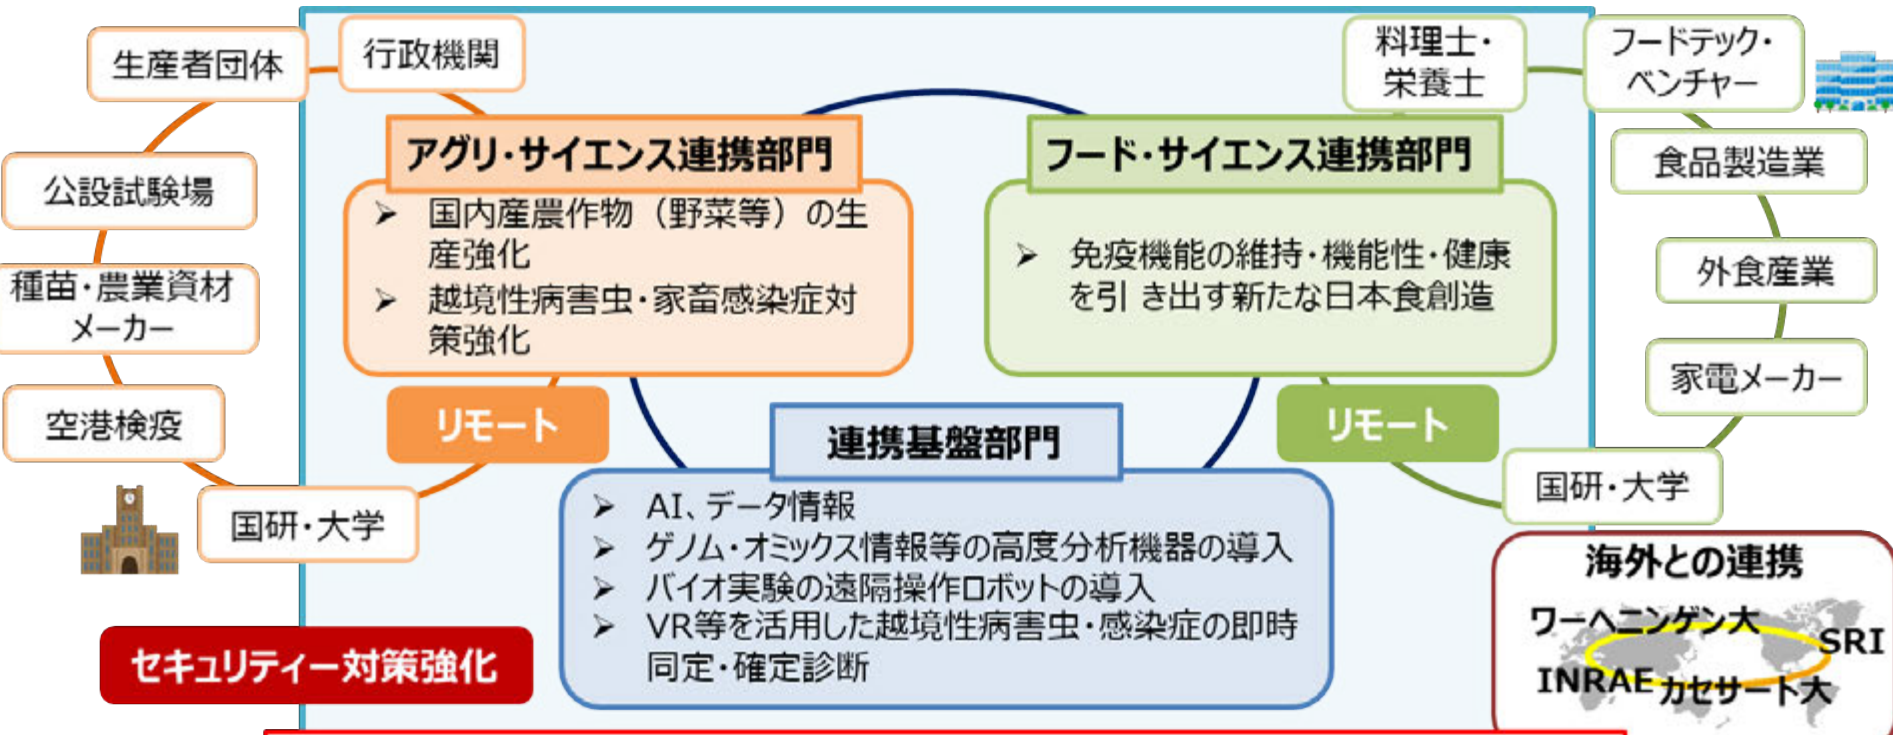 生産者団体
行政機関
公設試験場
種苗・農業資材
メーカー
空港検疫
国研・大学
アグリ・サイエンス連携部門
➢ 国内産農作物（野菜等）の生
産強化
➢ 越境性病害虫・家畜感染症対
策強化
リモート
料理士・
栄養士
フードテック・
ベンチャー
食品製造業
外食産業
家電メーカー
国研・大学
フード・サイエンス連携部門
➢ 免疫機能の維持・機能性・健康
を引 き出す新たな日本食創造
リモート
連携基盤部門
➢ AI、データ情報
➢ ゲノム・オミックス情報等の高度分析機器の導入
➢ バイオ実験の遠隔操作ロボットの導入
➢ VR等を活用した越境性病害虫・感染症の即時
同定・確定診断
セキュリティー対策強化
海外との連携
ワーヘニンゲン大
SRI
INRAE
カセサート大